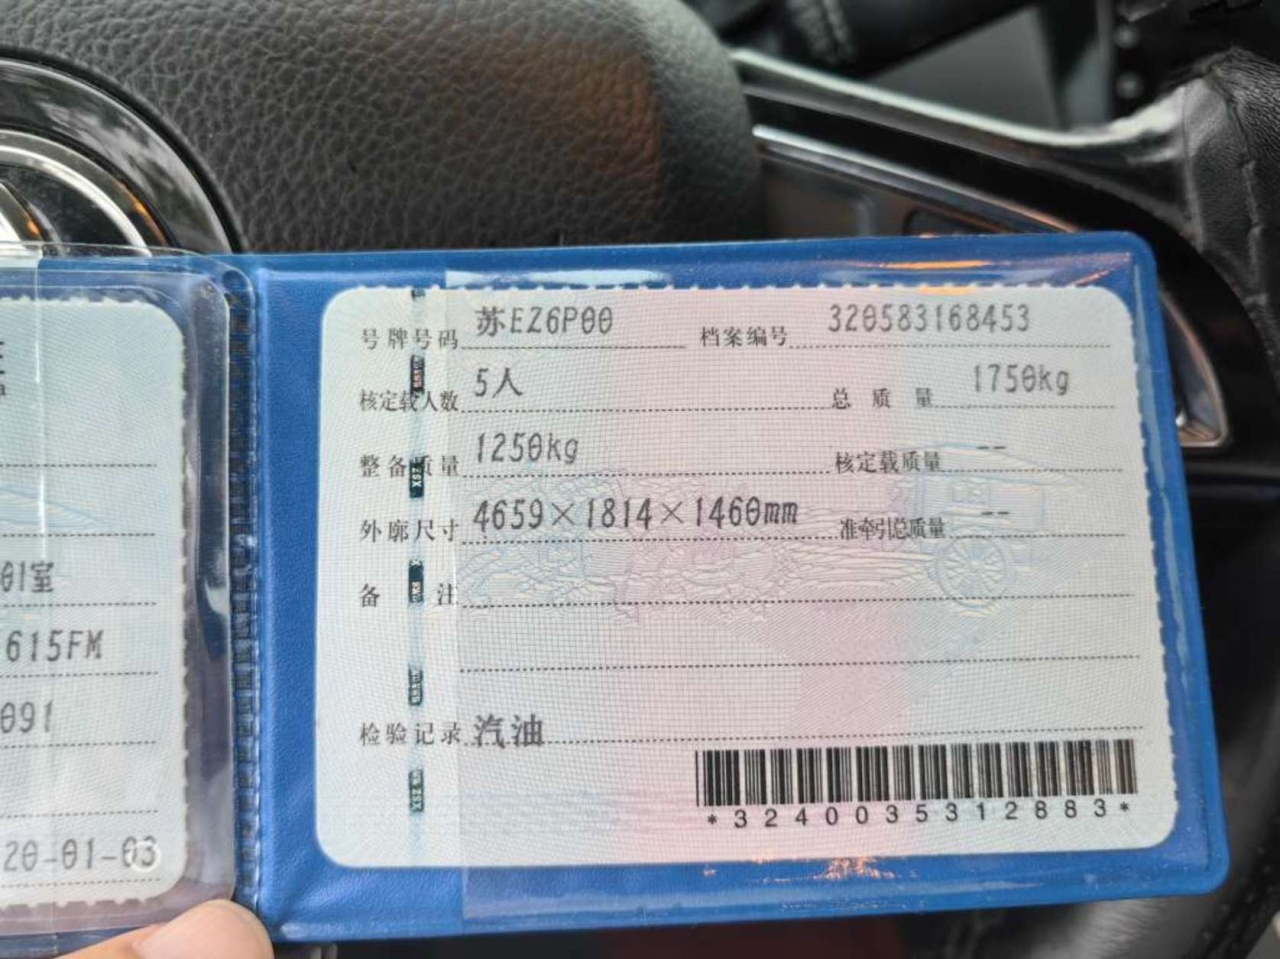 01室
615FM
091
20-01-03
号牌号码 苏EZ6P00 档案编号 320583168453
核定载人数 5人 总质量 1750kg
整备质量 1250kg 核定载质量 --
外廓尺寸 4659×1814×1460mm 准牵引总质量 --
备注
检验记录 汽油
*3240035312883*